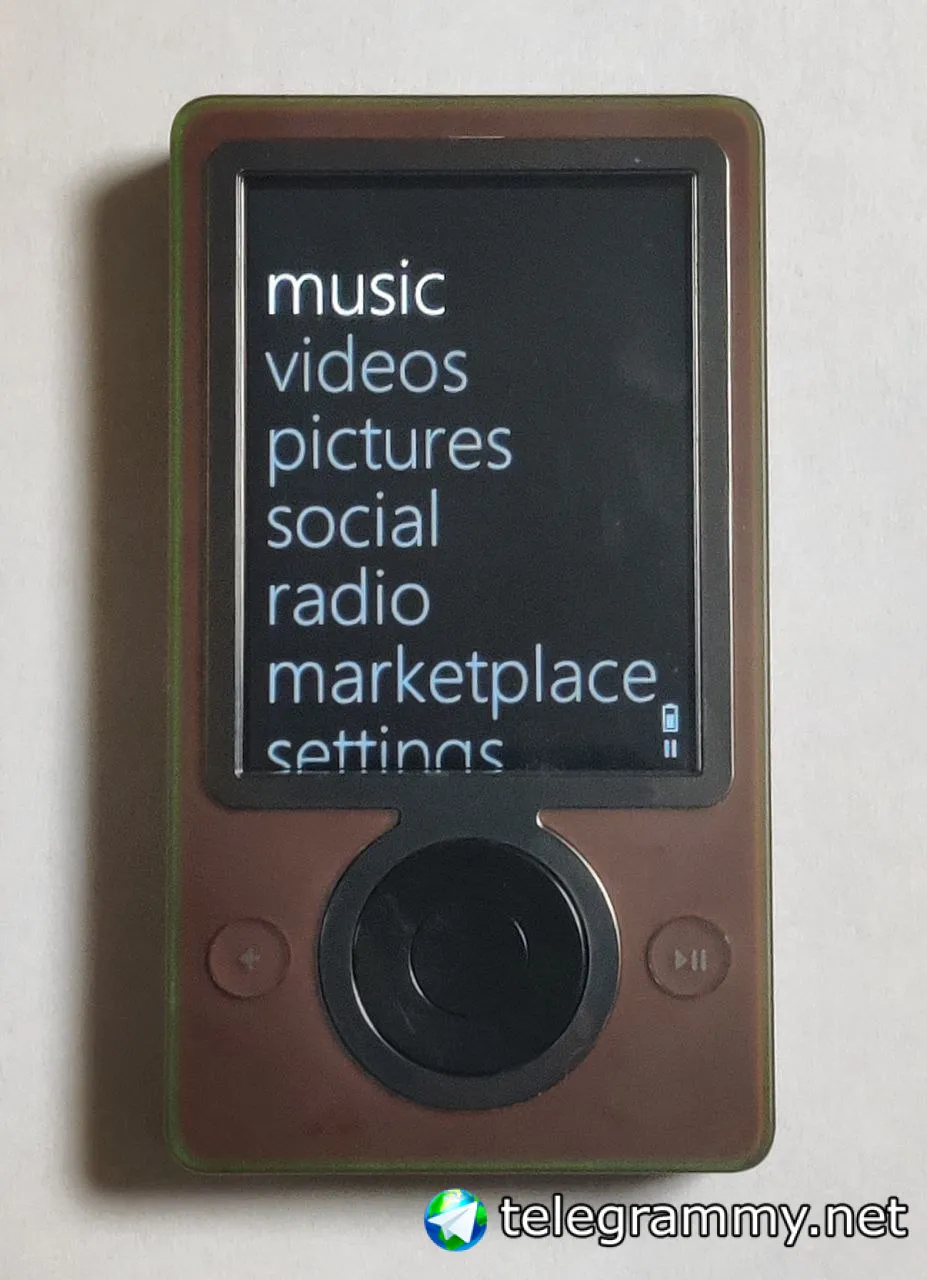 music
videos
pictures
social
radio
marketplace
settings
telegrammy.net